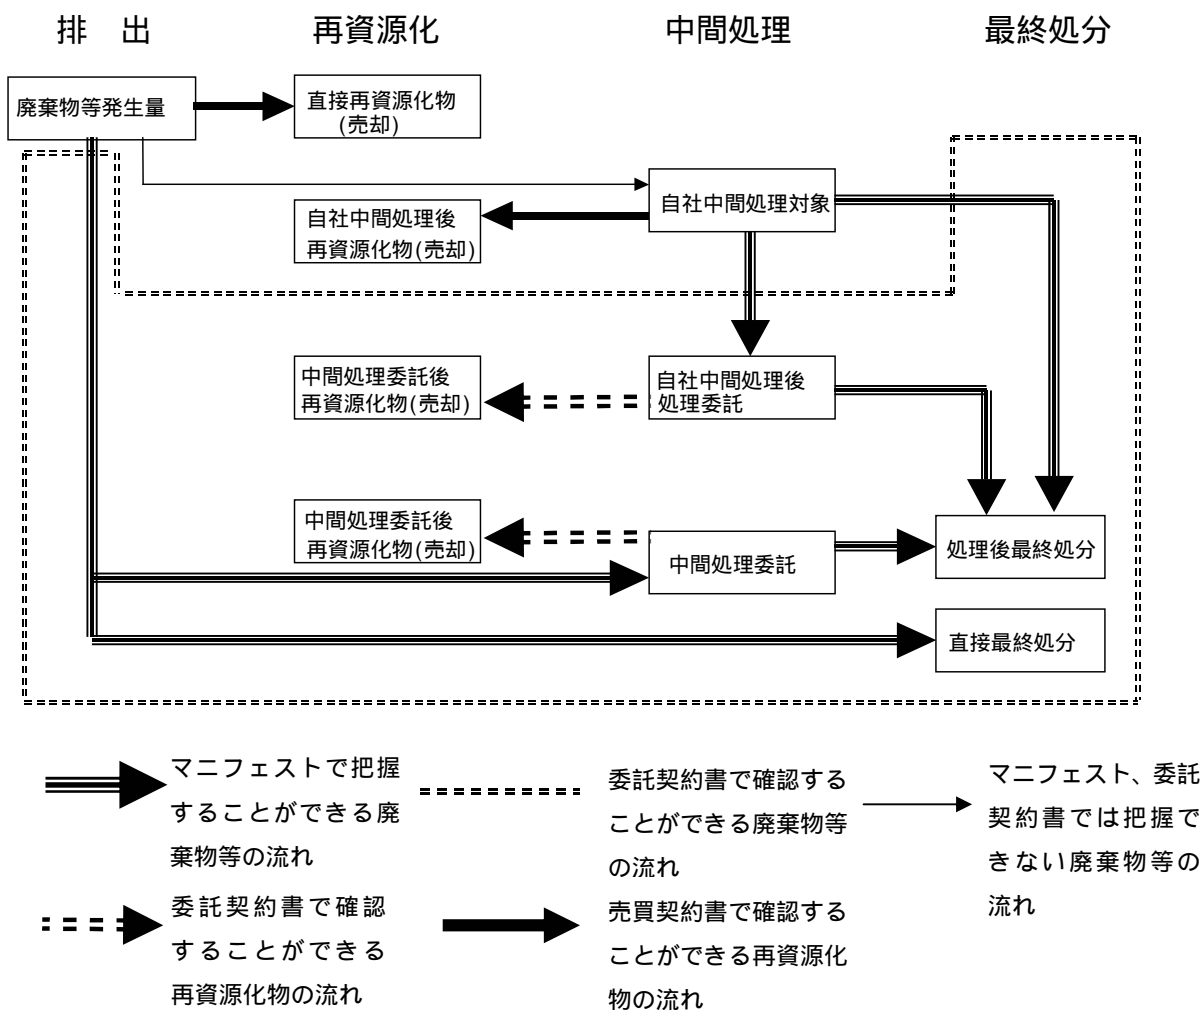 排　出
再資源化
中間処理
最終処分
廃棄物等発生量
直接再資源化物
(売却)
自社中間処理対象
自社中間処理後
再資源化物(売却)
中間処理委託後
再資源化物(売却)
自社中間処理後
処理委託
中間処理委託後
再資源化物(売却)
中間処理委託
処理後最終処分
直接最終処分
マニフェストで把握
することができる廃
棄物等の流れ
委託契約書で確認する
ことができる廃棄物等
の流れ
マニフェスト、委託
契約書では把握で
きない廃棄物等の
流れ
委託契約書で確認
することができる
再資源化物の流れ
売買契約書で確認する
ことができる再資源化
物の流れ